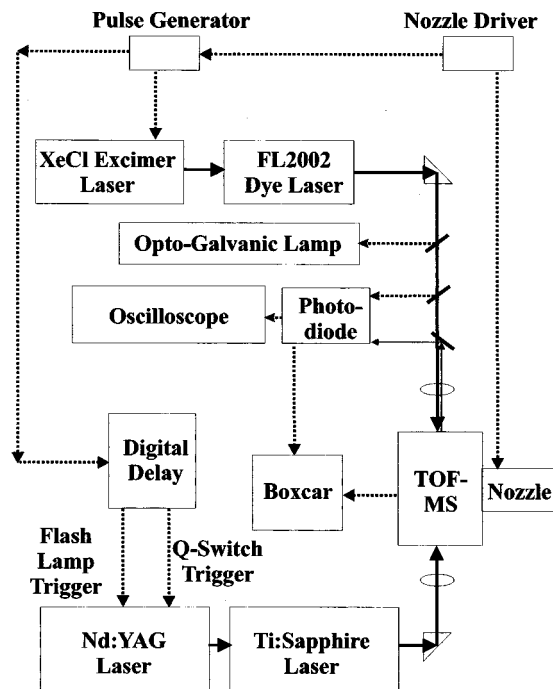 Pulse Generator
Nozzle Driver
XeCl Excimer
Laser
FL2002
Dye Laser
Opto-Galvanic Lamp
Oscilloscope
Photo-
diode
Digital
Delay
Boxcar
TOF-
MS
Nozzle
Flash
Lamp
Trigger
Q-Switch
Trigger
Nd:YAG
Laser
Ti:Sapphire
Laser